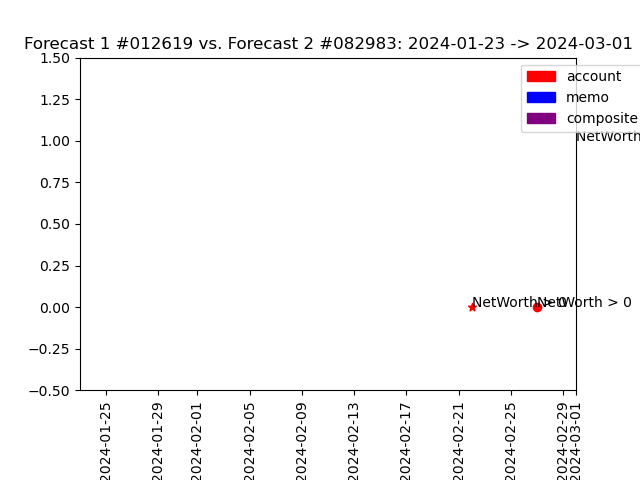 Forecast 1 #012619 vs. Forecast 2 #082983: 2024-01-23 -> 2024-03-01
1.50
1.25
1.00
0.75
0.50
0.25
0.00
−0.25
−0.50
account
memo
composite
NetWorth
NetWorth > 0
NetWorth > 0
2024-01-25
2024-01-29
2024-02-01
2024-02-05
2024-02-09
2024-02-13
2024-02-17
2024-02-21
2024-02-25
2024-02-29
2024-03-01